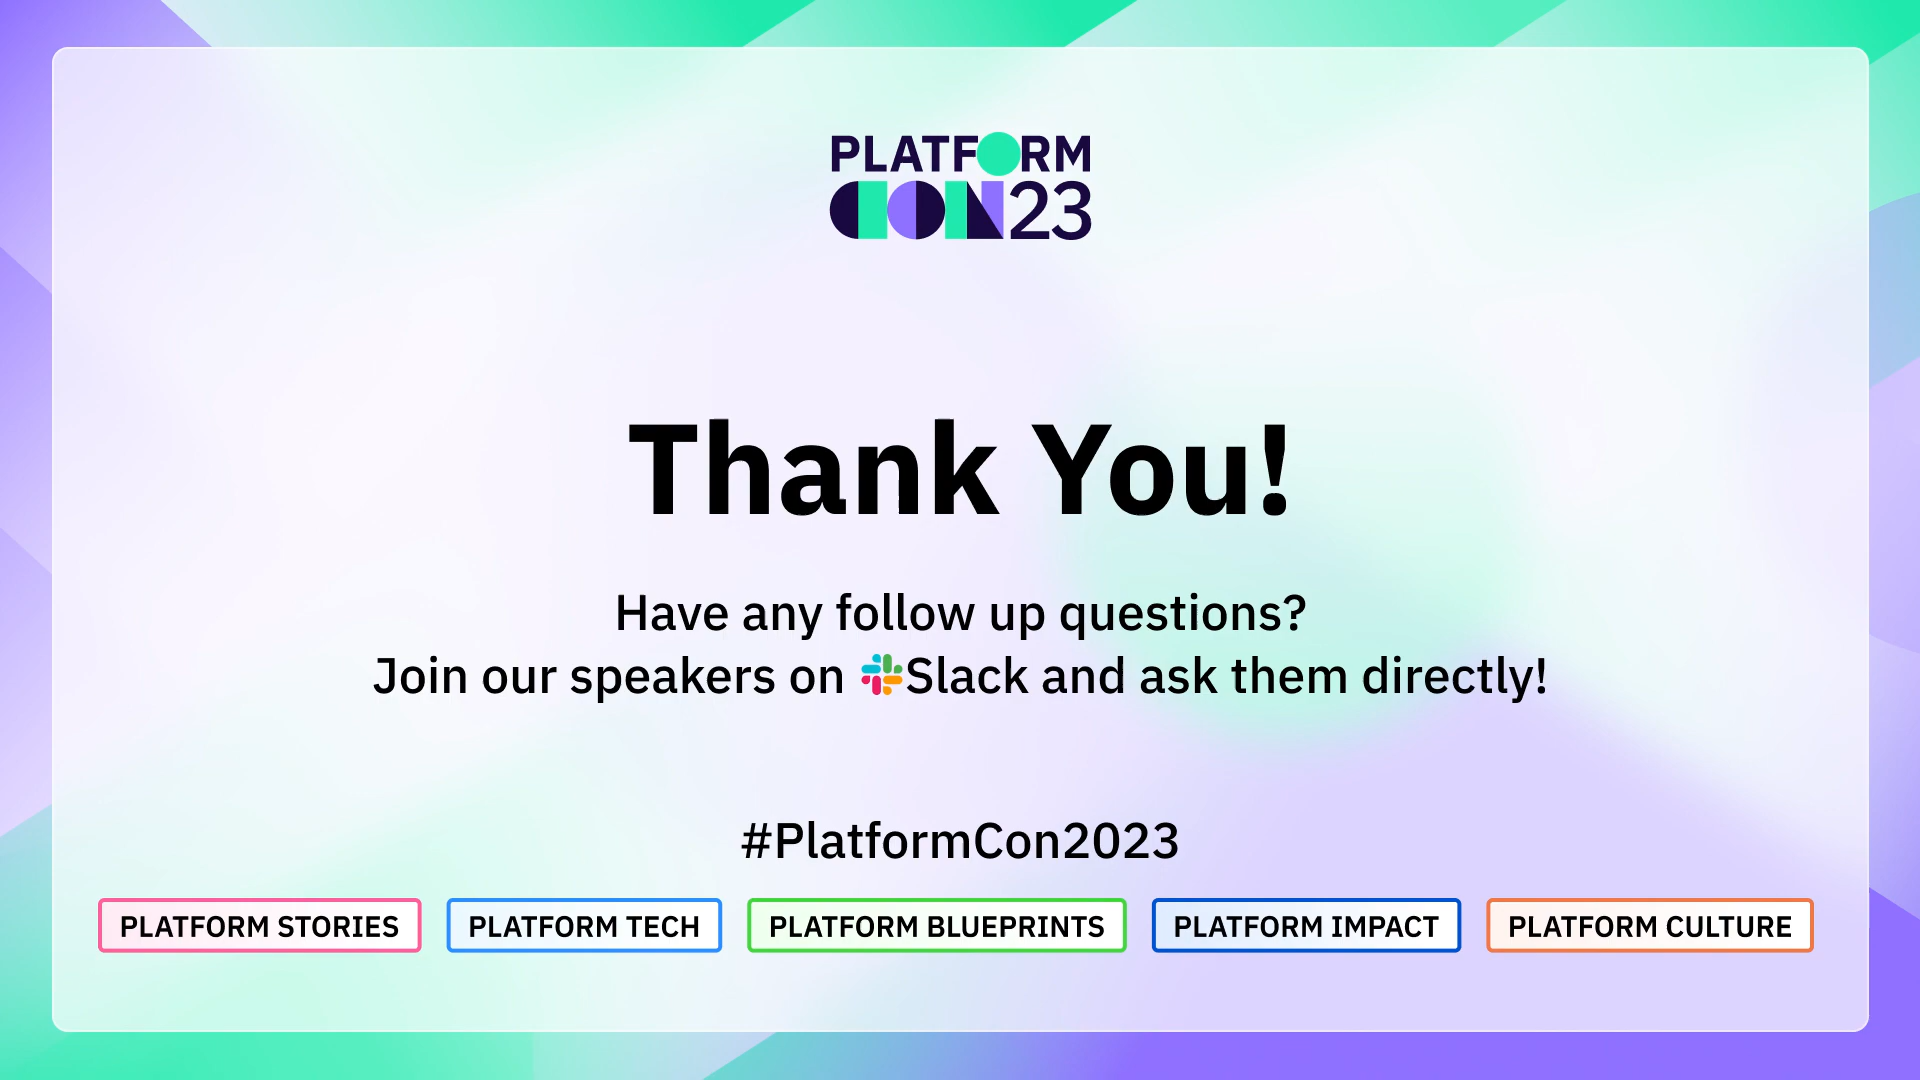 PLATFORM
CON23
Thank You!
Have any follow up questions?
Join our speakers on Slack and ask them directly!
#PlatformCon2023
PLATFORM STORIES
PLATFORM TECH
PLATFORM BLUEPRINTS
PLATFORM IMPACT
PLATFORM CULTURE